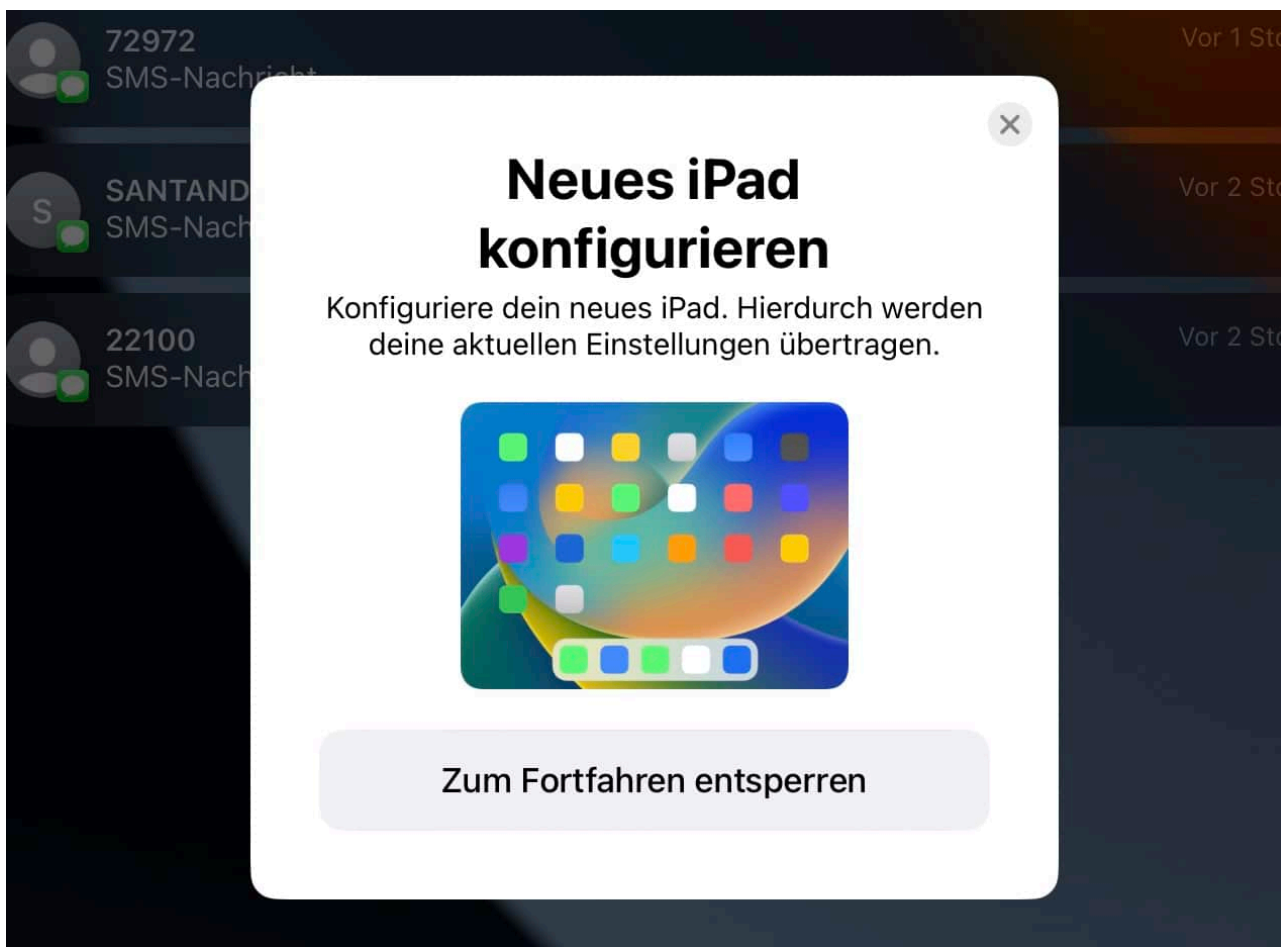 72972
Vor 1 St
SMS-Nachricht
Neues iPad
konfigurieren
Konfiguriere dein neues iPad. Hierdurch werden
deine aktuellen Einstellungen übertragen.
S
SANTAND
Vor 2 St
SMS-Nach
22100
Vor 2 St
SMS-Nach
Zum Fortfahren entsperren